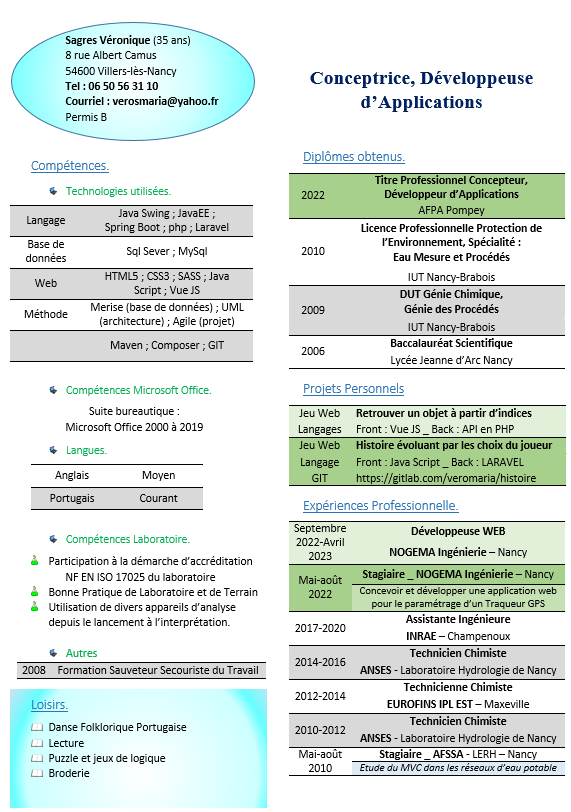 Sagres Véronique (35 ans)
8 rue Albert Camus
54600 Villers-lès-Nancy
Tel : 06 50 56 31 10
Courriel : verosmaria@yahoo.fr
Permis B
Conceptrice, Développeuse
d'Applications
Compétences.
Technologies utilisées.
Langage
Java Swing ; JavaEE ;
Spring Boot ; php ; Laravel
Base de
données
Sql Sever ; MySql
Web
HTML5 ; CSS3 ; SASS ; Java
Script ; Vue JS
Méthode
Merise (base de données) ; UML
(architecture) ; Agile (projet)
Maven ; Composer ; GIT
Compétences Microsoft Office.
Suite bureautique :
Microsoft Office 2000 à 2019
Langues.
Anglais Moyen
Portugais Courant
Compétences Laboratoire.
Participation à la démarche d'accréditation
NF EN ISO 17025 du laboratoire
Bonne Pratique de Laboratoire et de Terrain
Utilisation de divers appareils d'analyse
depuis le lancement à l'interprétation.
Autres
2008 Formation Sauveteur Secouriste du Travail
Loisirs.
Danse Folklorique Portugaise
Lecture
Puzzle et jeux de logique
Broderie
Diplômes obtenus.
2022
Titre Professionnel Concepteur,
Développeur d'Applications
AFPA Pompey
2010
Licence Professionnelle Protection de
l'Environnement, Spécialité :
Eau Mesure et Procédés
IUT Nancy-Brabois
2009
DUT Génie Chimique,
Génie des Procédés
IUT Nancy-Brabois
2006
Baccalauréat Scientifique
Lycée Jeanne d'Arc Nancy
Projets Personnels
Jeu Web Retrouver un objet à partir d'indices
Langages Front : Vue JS _ Back : API en PHP
Jeu Web Histoire évoluant par les choix du joueur
Langage Front : Java Script _ Back : LARAVEL
GIT https://gitlab.com/veromaria/histoire
Expériences Professionnelle.
Septembre
2022-Avril
2023
Développeuse WEB
NOGEMA Ingénierie – Nancy
Mai-août
2022
Stagiaire _ NOGEMA Ingénierie – Nancy
Concevoir et développer une application web
pour le paramétrage d'un Traqueur GPS
2017-2020
Assistante Ingénieure
INRAE – Champenoux
2014-2016
Technicien Chimiste
ANSES - Laboratoire Hydrologie de Nancy
2012-2014
Technicienne Chimiste
EUROFINS IPL EST – Maxeville
2010-2012
Technicien Chimiste
ANSES - Laboratoire Hydrologie de Nancy
Mai-août
2010
Stagiaire _ AFSSA - LERH – Nancy
Etude du MVC dans les réseaux d'eau potable